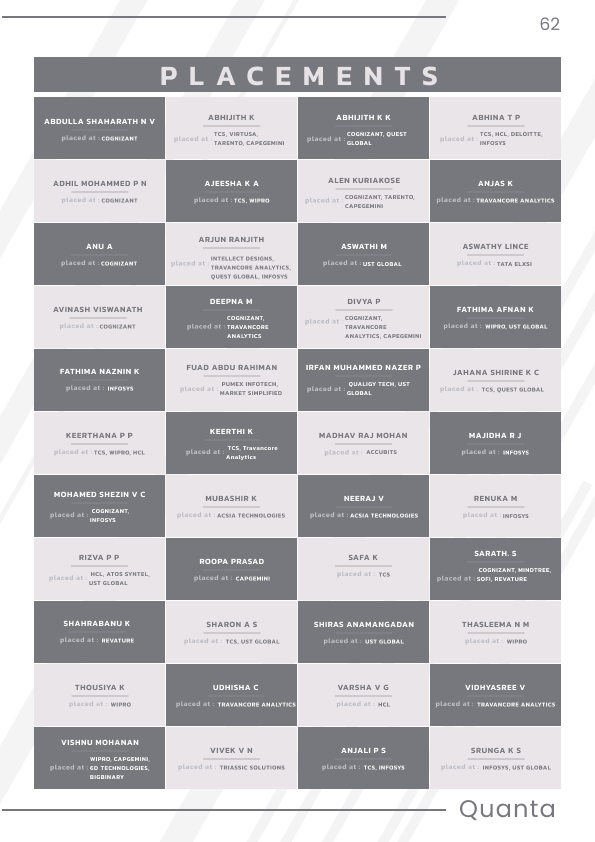 62
PLACEMENTS
ABDULLA SHAHARATH N V
placed at : COGNIZANT
ABHIJITH K
placed at : TCS, VIRTUSA,
TARENTO, CAPEGEMINI
ABHIJITH K K
placed at : COGNIZANT, QUEST
GLOBAL
ABHINA T P
placed at : TCS, HCL, DELOITTE,
INFOSYS
ADHIL MOHAMMED P N
placed at : COGNIZANT
AJEESHA K A
placed at : TCS, WIPRO
ALEN KURIAKOSE
placed at : COGNIZANT, TARENTO,
CAPEGEMINI
ANJAS K
placed at : TRAVANCORE ANALYTICS
ANU A
placed at : COGNIZANT
ARJUN RANJITH
placed at : INTELLECT DESIGNS,
TRAVANCORE ANALYTICS,
QUEST GLOBAL, INFOSYS
ASWATHI M
placed at : UST GLOBAL
ASWATHY LINCE
placed at : TATA ELXSI
AVINASH VISWANATH
placed at : COGNIZANT
DEEPNA M
placed at : COGNIZANT,
TRAVANCORE
ANALYTICS
DIVYA P
placed at : COGNIZANT,
TRAVANCORE
ANALYTICS, CAPEGEMINI
FATHIMA AFNAN K
placed at : WIPRO, UST GLOBAL
FATHIMA NAZNIN K
placed at : INFOSYS
FUAD ABDU RAHIMAN
placed at : PUMEX INFOTECH,
MARKET SIMPLIFIED
IRFAN MUHAMMED NAZER P
placed at : QUALIGY TECH, UST
GLOBAL
JAHANA SHIRINE K C
placed at : TCS, QUEST GLOBAL
KEERTHANA P P
placed at : TCS, WIPRO, HCL
KEERTHI K
placed at : TCS, Travancore
Analytics
MADHAV RAJ MOHAN
placed at : ACCUBITS
MAJIDHA R J
placed at : INFOSYS
MOHAMED SHEZIN V C
placed at : COGNIZANT,
INFOSYS
MUBASHIR K
placed at : ACSIA TECHNOLOGIES
NEERAJ V
placed at : ACSIA TECHNOLOGIES
RENUKA M
placed at : INFOSYS
RIZVA P P
placed at : HCL, ATOS SYNTEL,
UST GLOBAL
ROOPA PRASAD
placed at : CAPGEMINI
SAFA K
placed at : TCS
SARATH. S
placed at : COGNIZANT, MINDTREE,
SOFI, REVATURE
SHAHRABANU K
placed at : REVATURE
SHARON A S
placed at : TCS, UST GLOBAL
SHIRAS ANAMANGADAN
placed at : UST GLOBAL
THASLEEMA N M
placed at : WIPRO
THOUSIYA K
placed at : WIPRO
UDHISHA C
placed at : TRAVANCORE ANALYTICS
VARSHA V G
placed at : HCL
VIDHYASREE V
placed at : TRAVANCORE ANALYTICS
VISHNU MOHANAN
placed at : WIPRO, CAPGEMINI,
6D TECHNOLOGIES,
BIGBINARY
VIVEK V N
placed at : TRIASSIC SOLUTIONS
ANJALI P S
placed at : TCS, INFOSYS
SRUNGA K S
placed at : INFOSYS, UST GLOBAL
Quanta